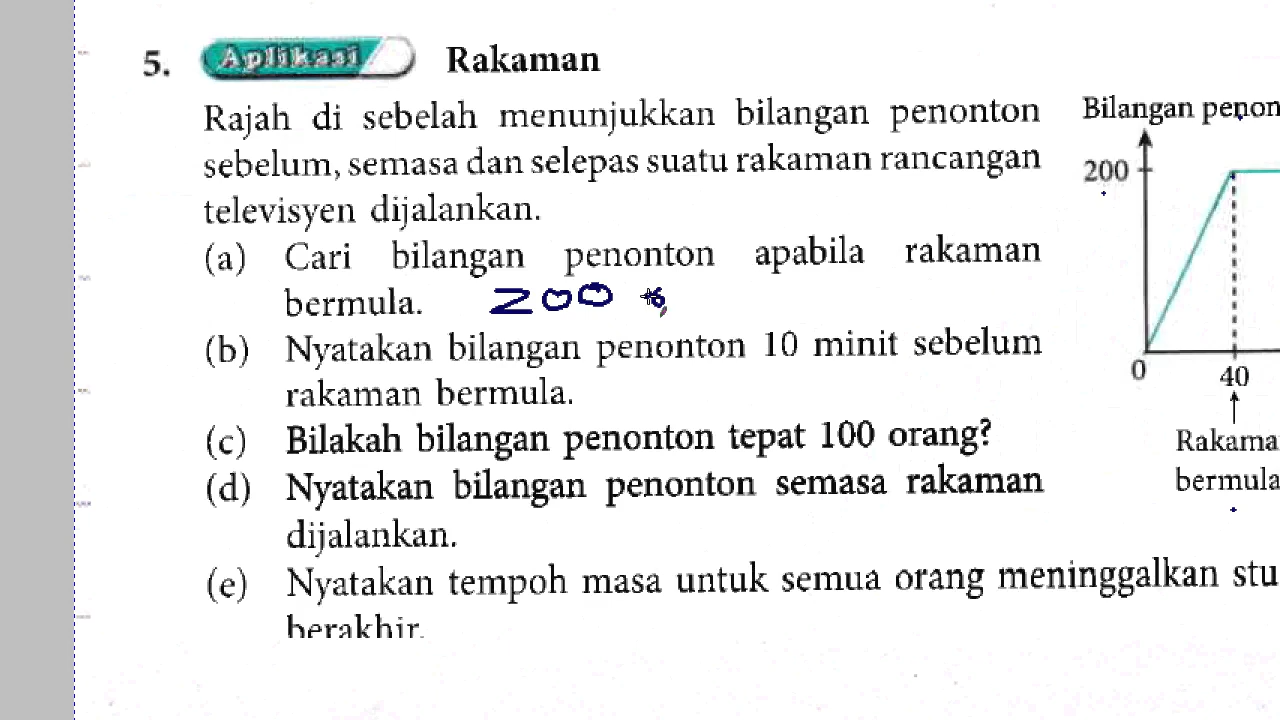 5. Aplikasi Rakaman
Rajah di sebelah menunjukkan bilangan penonton
sebelum, semasa dan selepas suatu rakaman rancangan
televisyen dijalankan.
(a) Cari bilangan penonton apabila rakaman
bermula. 200
(b) Nyatakan bilangan penonton 10 minit sebelum
rakaman bermula.
(c) Bilakah bilangan penonton tepat 100 orang?
(d) Nyatakan bilangan penonton semasa rakaman
dijalankan.
(e) Nyatakan tempoh masa untuk semua orang meninggalkan stu
berakhir.
Bilangan penon
200
0 40
Rakama
bermula